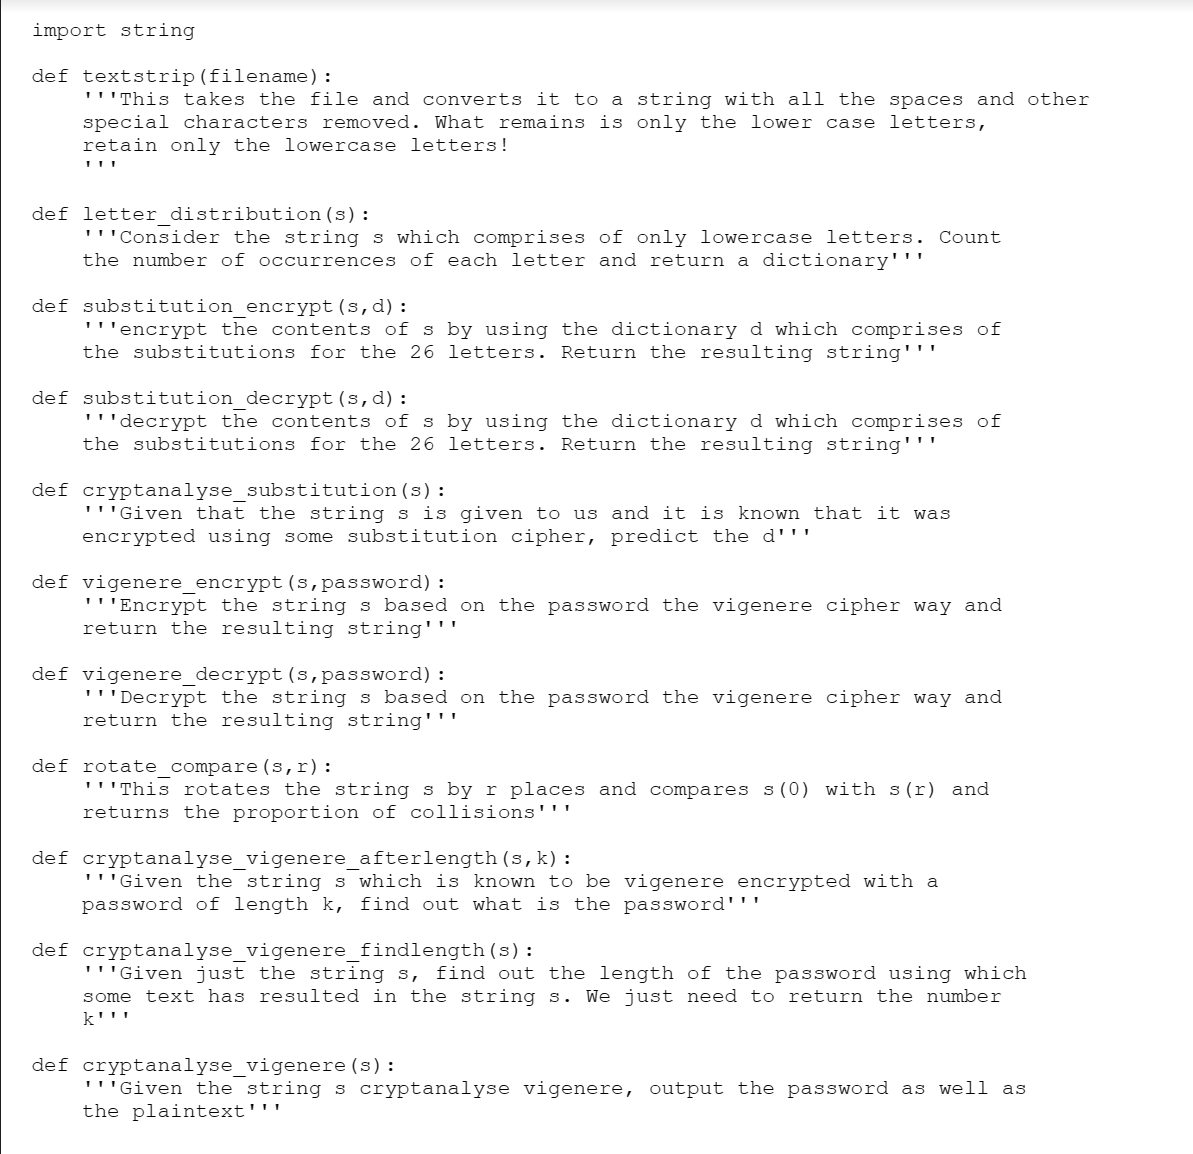 import string
def textstrip(filename):
'''This takes the file and converts it to a string with all the spaces and other
special characters removed. What remains is only the lower case letters,
retain only the lowercase letters!
'''
def letter_distribution(s):
'''Consider the string s which comprises of only lowercase letters. Count
the number of occurrences of each letter and return a dictionary'''
def substitution_encrypt(s,d):
'''encrypt the contents of s by using the dictionary d which comprises of
the substitutions for the 26 letters. Return the resulting string'''
def substitution_decrypt(s,d):
'''decrypt the contents of s by using the dictionary d which comprises of
the substitutions for the 26 letters. Return the resulting string'''
def cryptanalyse_substitution(s):
'''Given that the string s is given to us and it is known that it was
encrypted using some substitution cipher, predict the d'''
def vigenere_encrypt(s,password):
'''Encrypt the string s based on the password the vigenere cipher way and
return the resulting string'''
def vigenere_decrypt(s,password):
'''Decrypt the string s based on the password the vigenere cipher way and
return the resulting string'''
def rotate_compare(s,r):
'''This rotates the string s by r places and compares s(0) with s(r) and
returns the proportion of collisions'''
def cryptanalyse_vigenere_afterlength(s,k):
'''Given the string s which is known to be vigenere encrypted with a
password of length k, find out what is the password'''
def cryptanalyse_vigenere_findlength(s):
'''Given just the string s, find out the length of the password using which
some text has resulted in the string s. We just need to return the number
k'''
def cryptanalyse_vigenere(s):
'''Given the string s cryptanalyse vigenere, output the password as well as
the plaintext'''